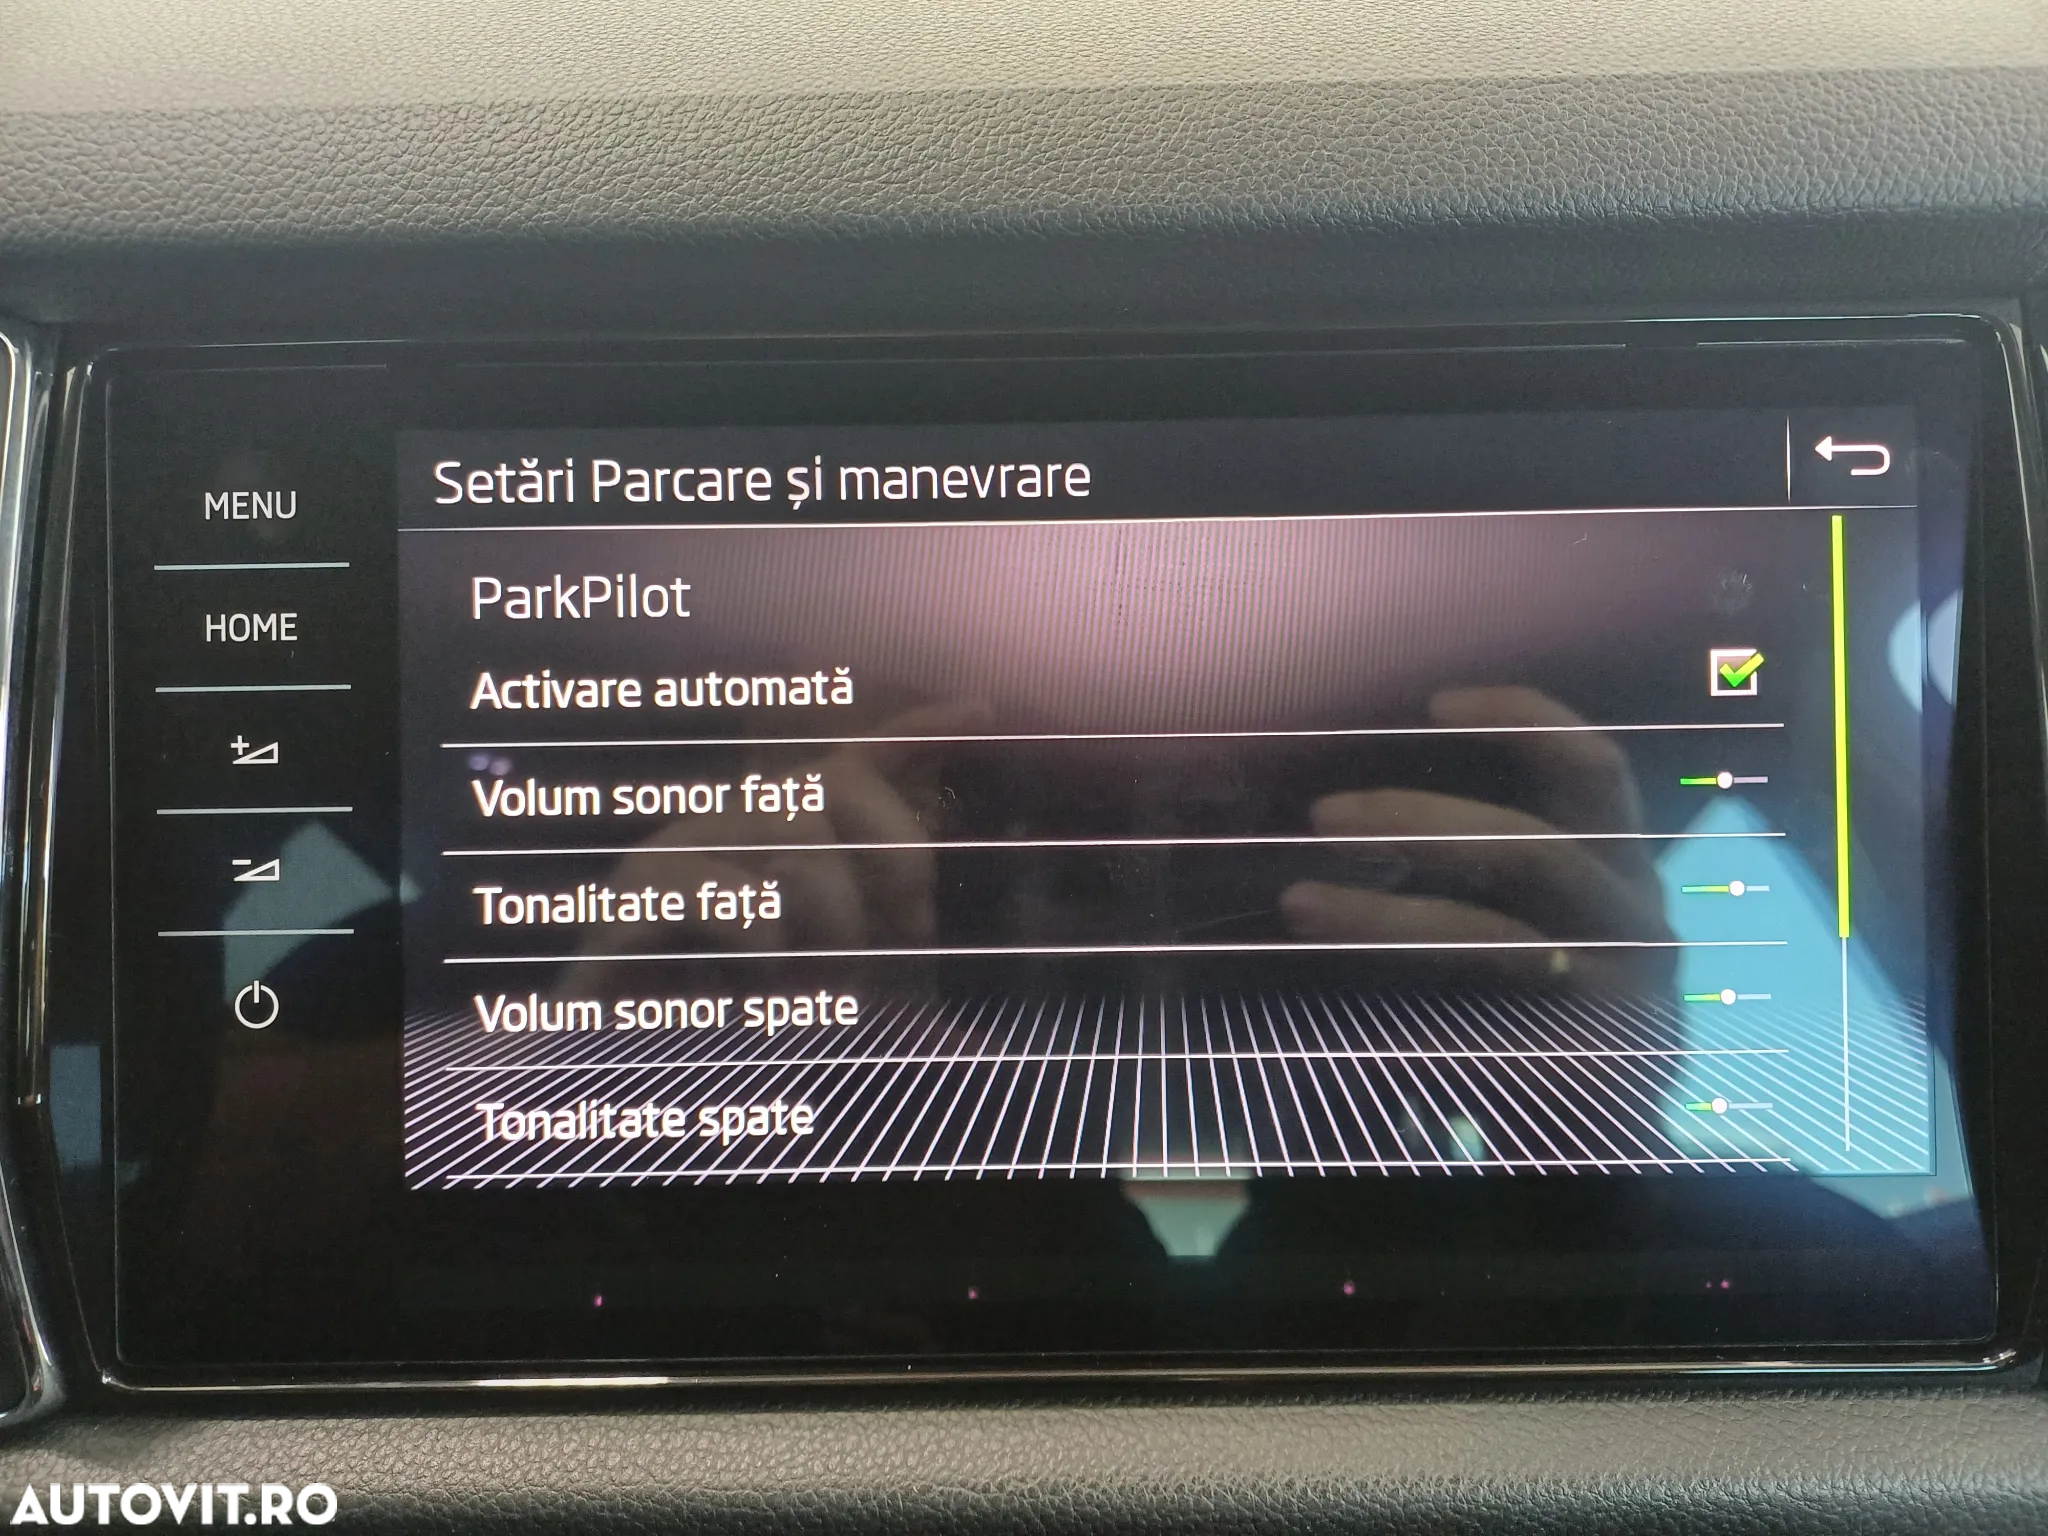 Setări Parcare și manevrare
MENU
HOME
ParkPilot
Activare automată
Volum sonor față
Tonalitate față
Volum sonor spate
Tonalitate spate
AUTOVIT.RO